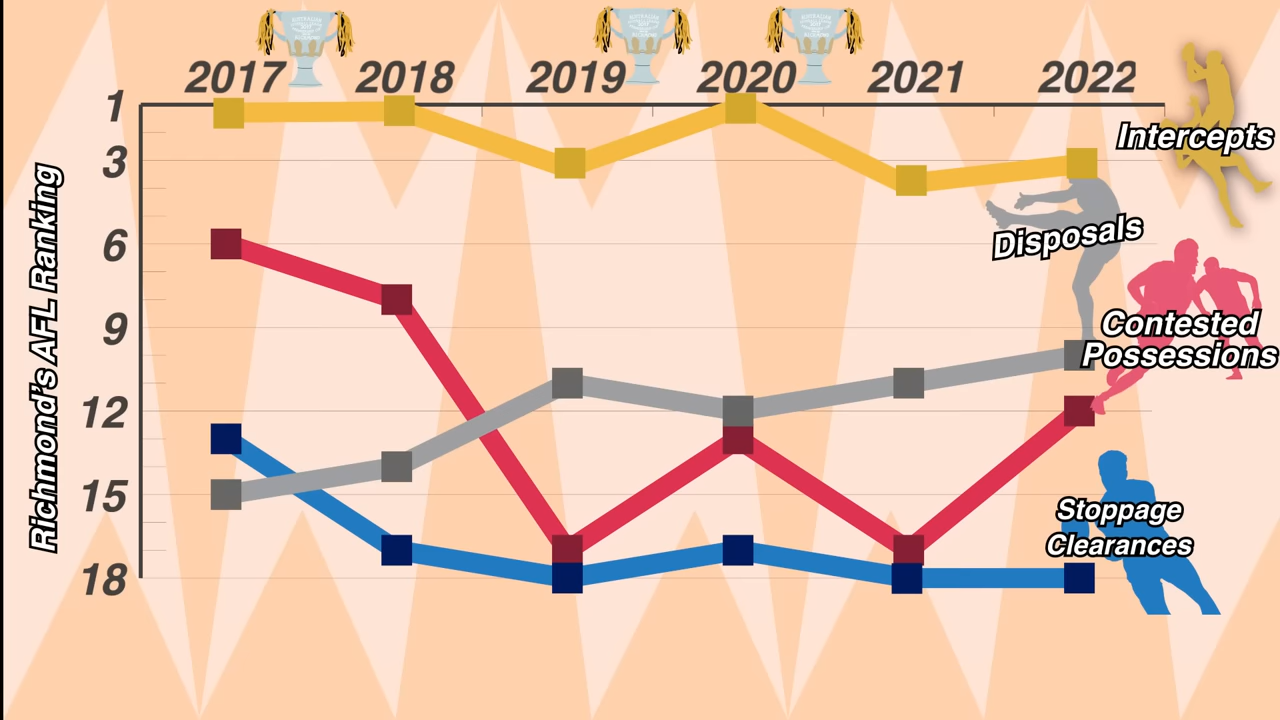 2017 2018 2019 2020 2021 2022
1
3
6
9
12
15
18
Richmond's AFL Ranking
Intercepts
Disposals
Contested
Possessions
Stoppage
Clearances